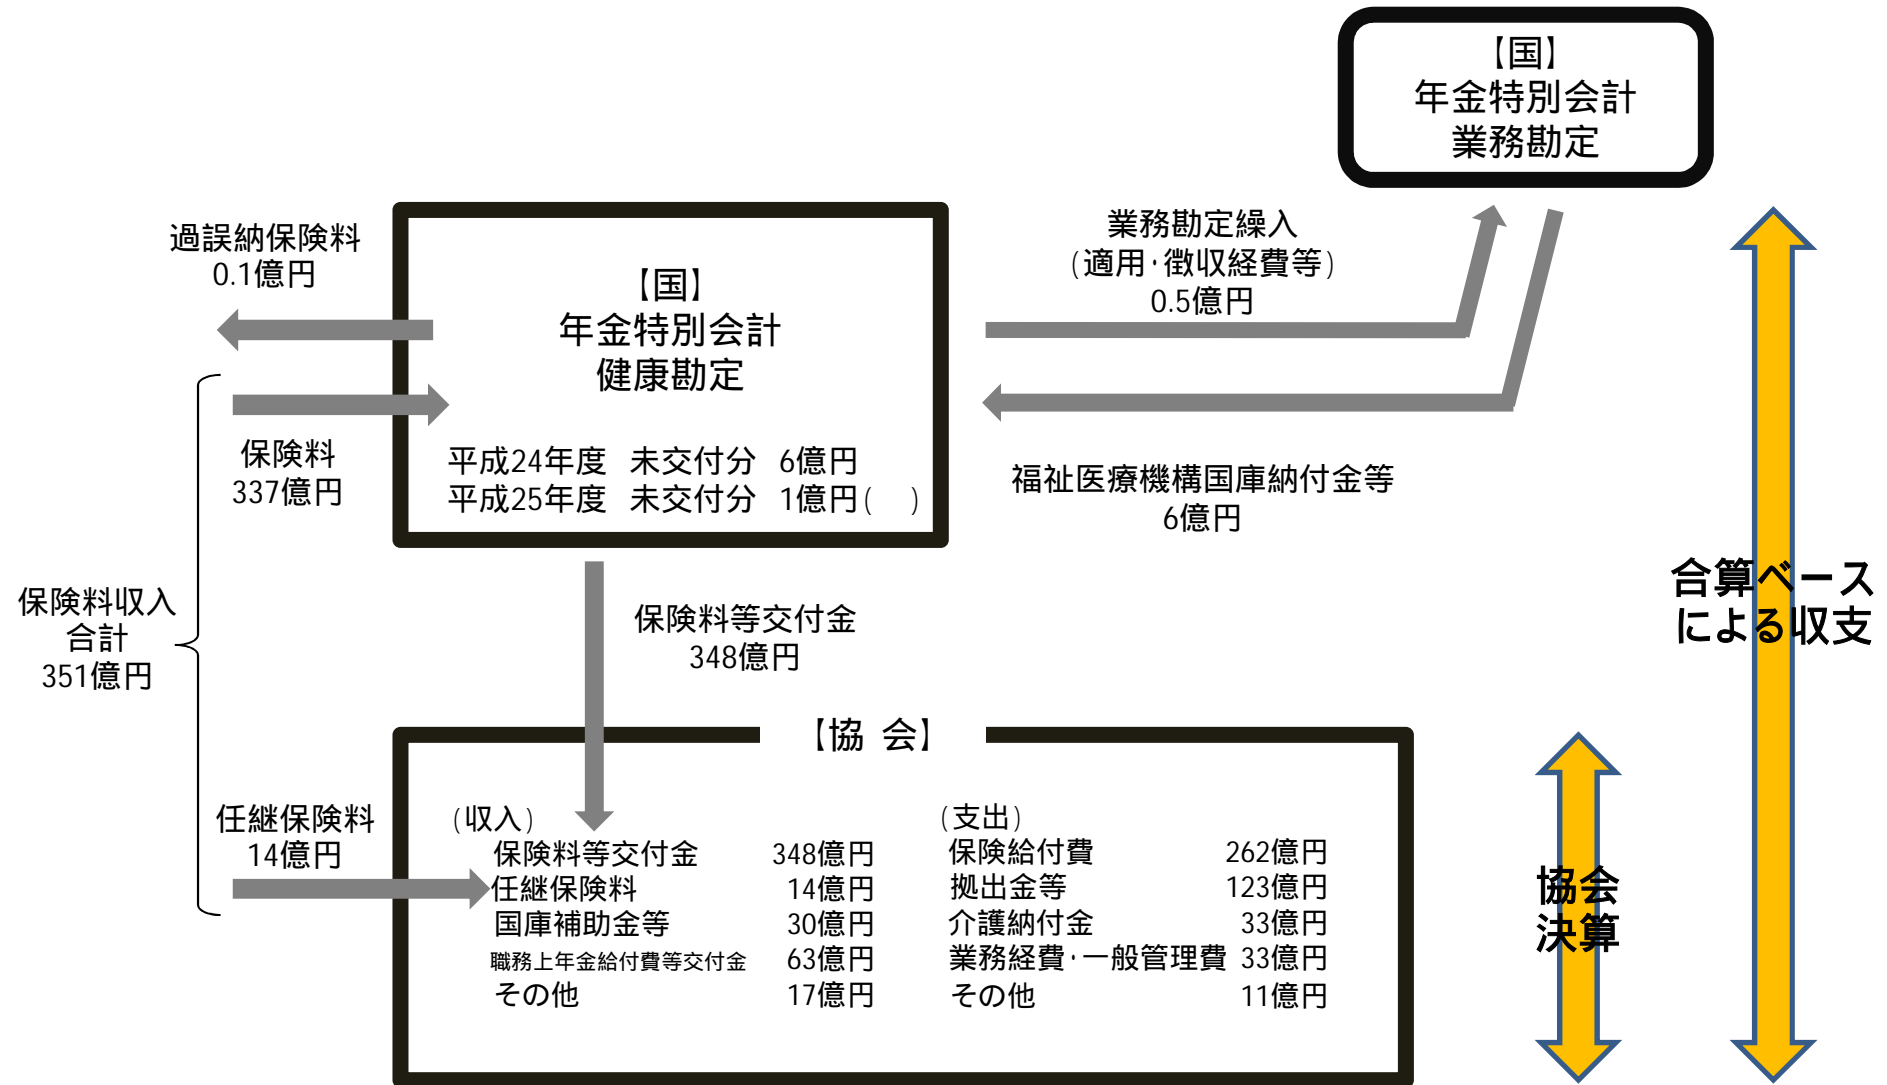 【国】
年金特別会計
業務勘定
過誤納保険料
0.1億円
業務勘定繰入
(適用・徴収経費等)
0.5億円
【国】
年金特別会計
健康勘定
保険料
337億円
平成24年度 未交付分 6億円
平成25年度 未交付分 1億円( )
福祉医療機構国庫納付金等
6億円
保険料収入
合計
351億円
保険料等交付金
348億円
合算ベース
による収支
【協 会】
任継保険料
14億円
(収入)
保険料等交付金 348億円
任継保険料 14億円
国庫補助金等 30億円
職務上年金給付費等交付金 63億円
その他 17億円
(支出)
保険給付費 262億円
拠出金等 123億円
介護納付金 33億円
業務経費・一般管理費 33億円
その他 11億円
協会
決算